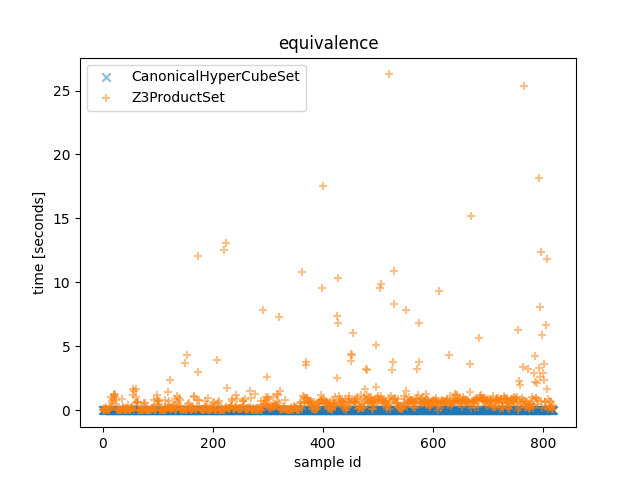 equivalence
CanonicalHyperCubeSet
Z3ProductSet
time [seconds]
25
20
15
10
5
0
0 200 400 600 800
sample id